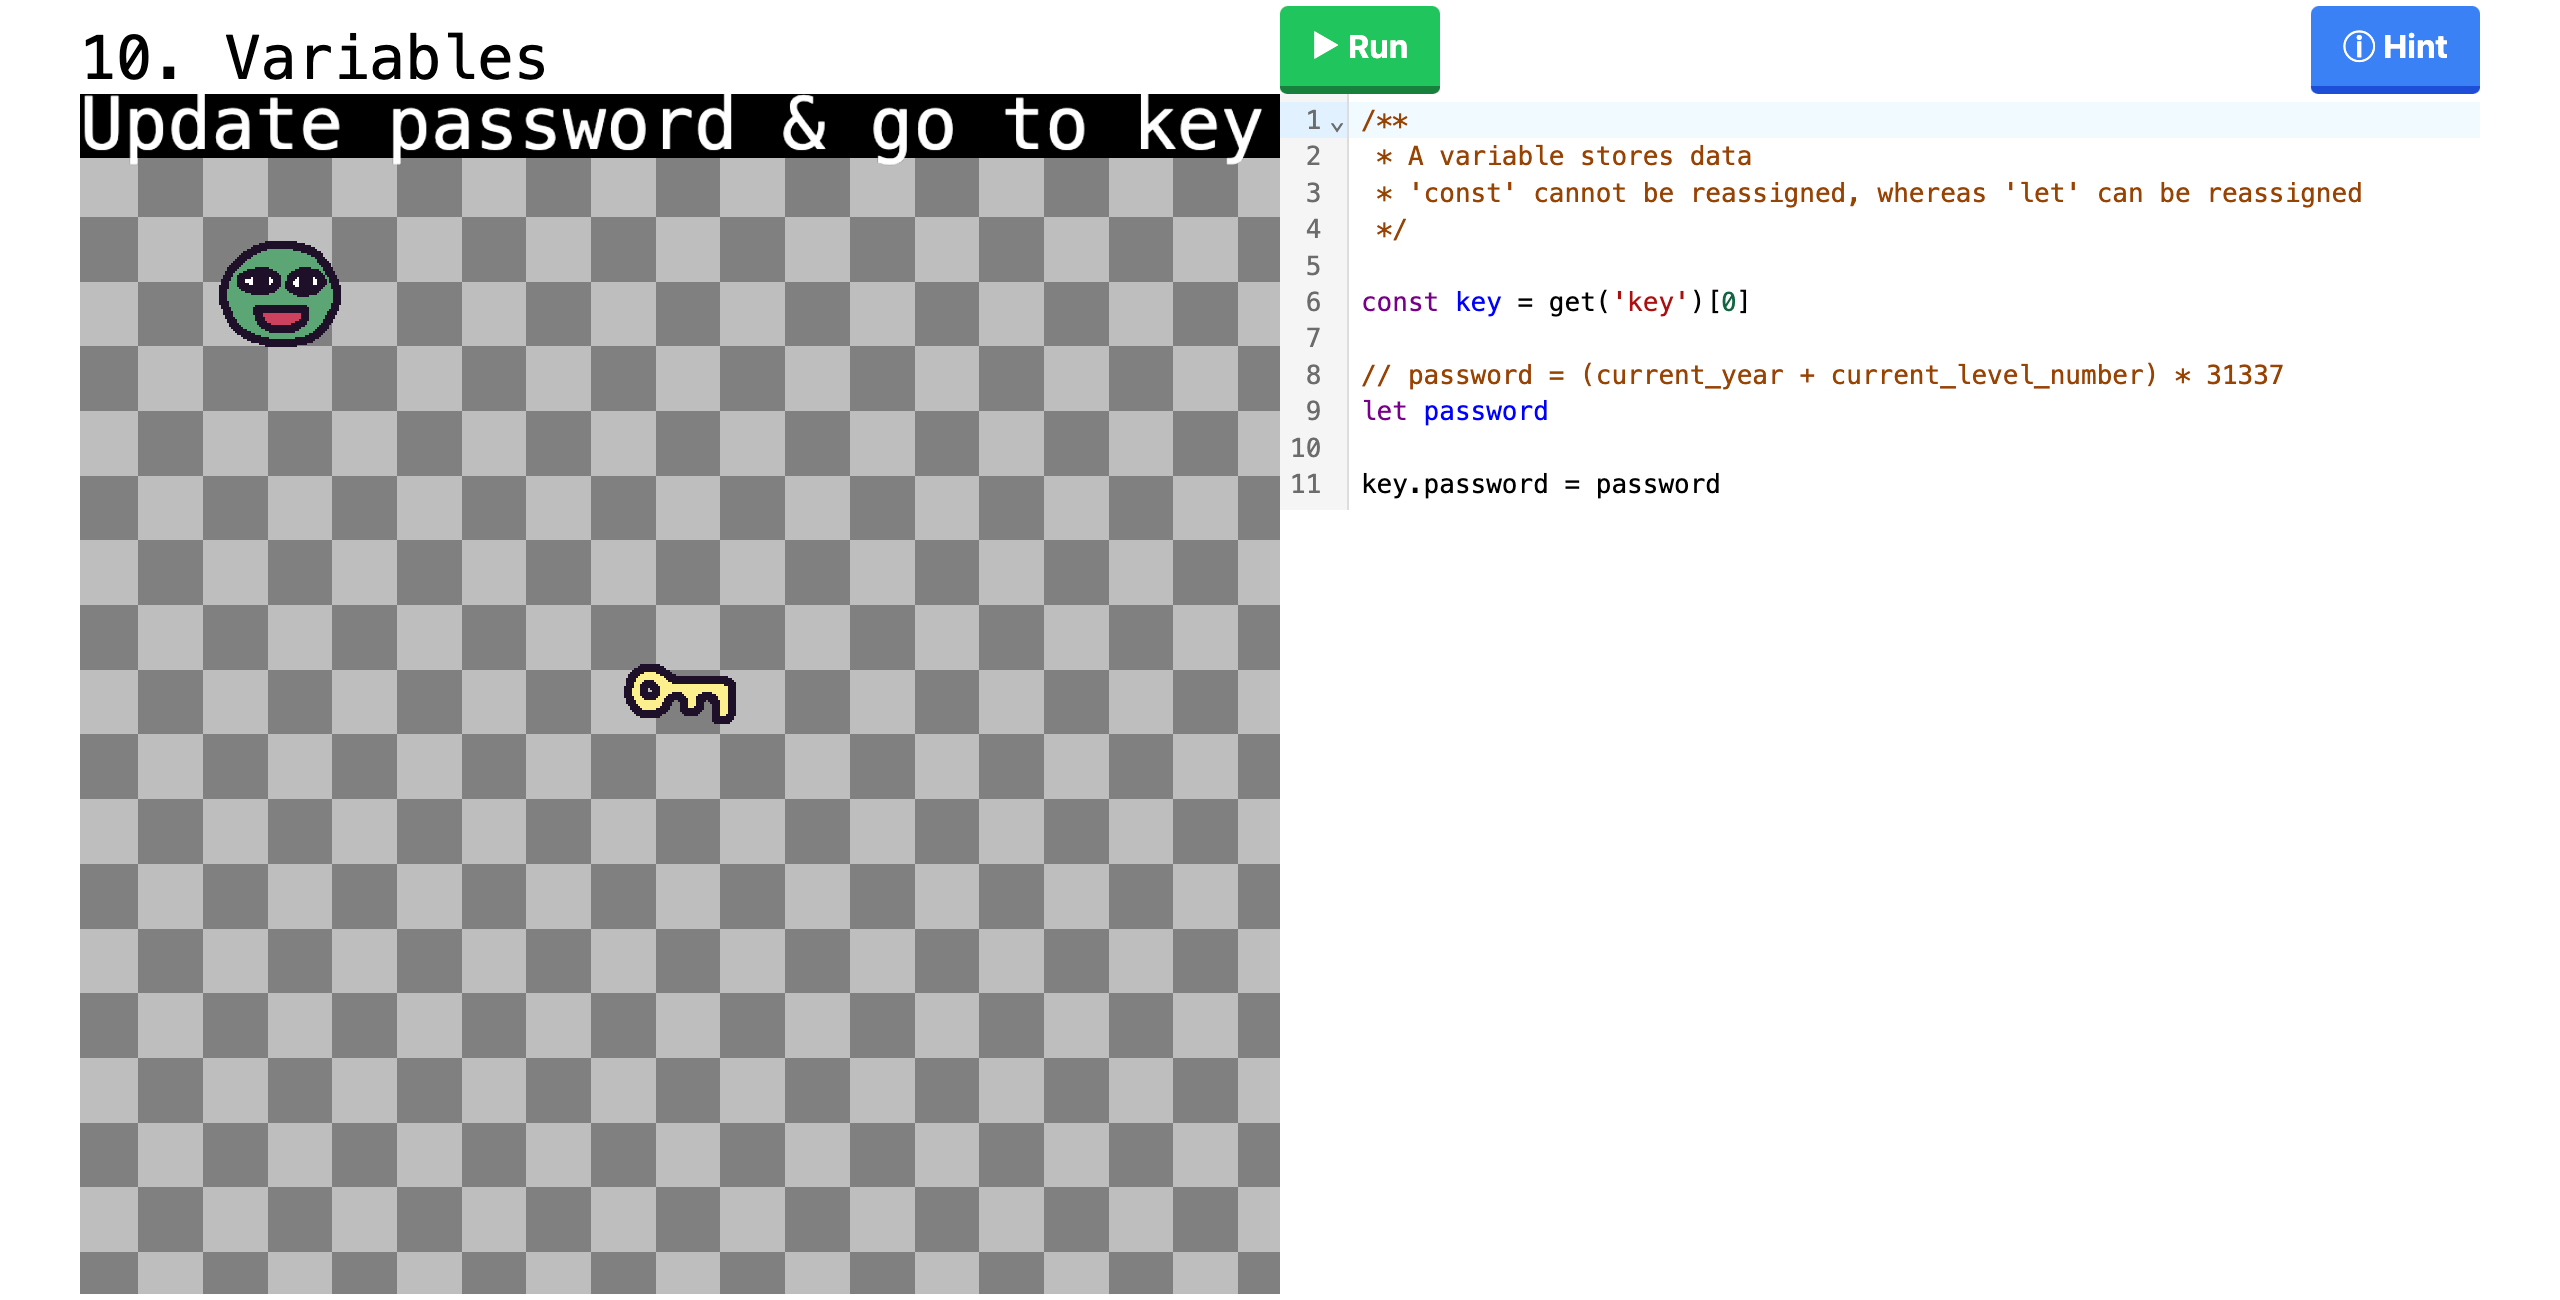 10. Variables
Update password & go to key
Run
Hint
1 /**
2  * A variable stores data
3  * 'const' cannot be reassigned, whereas 'let' can be reassigned
4  */
5
6 const key = get('key')[0]
7
8 // password = (current_year + current_level_number) * 31337
9 let password
10
11 key.password = password